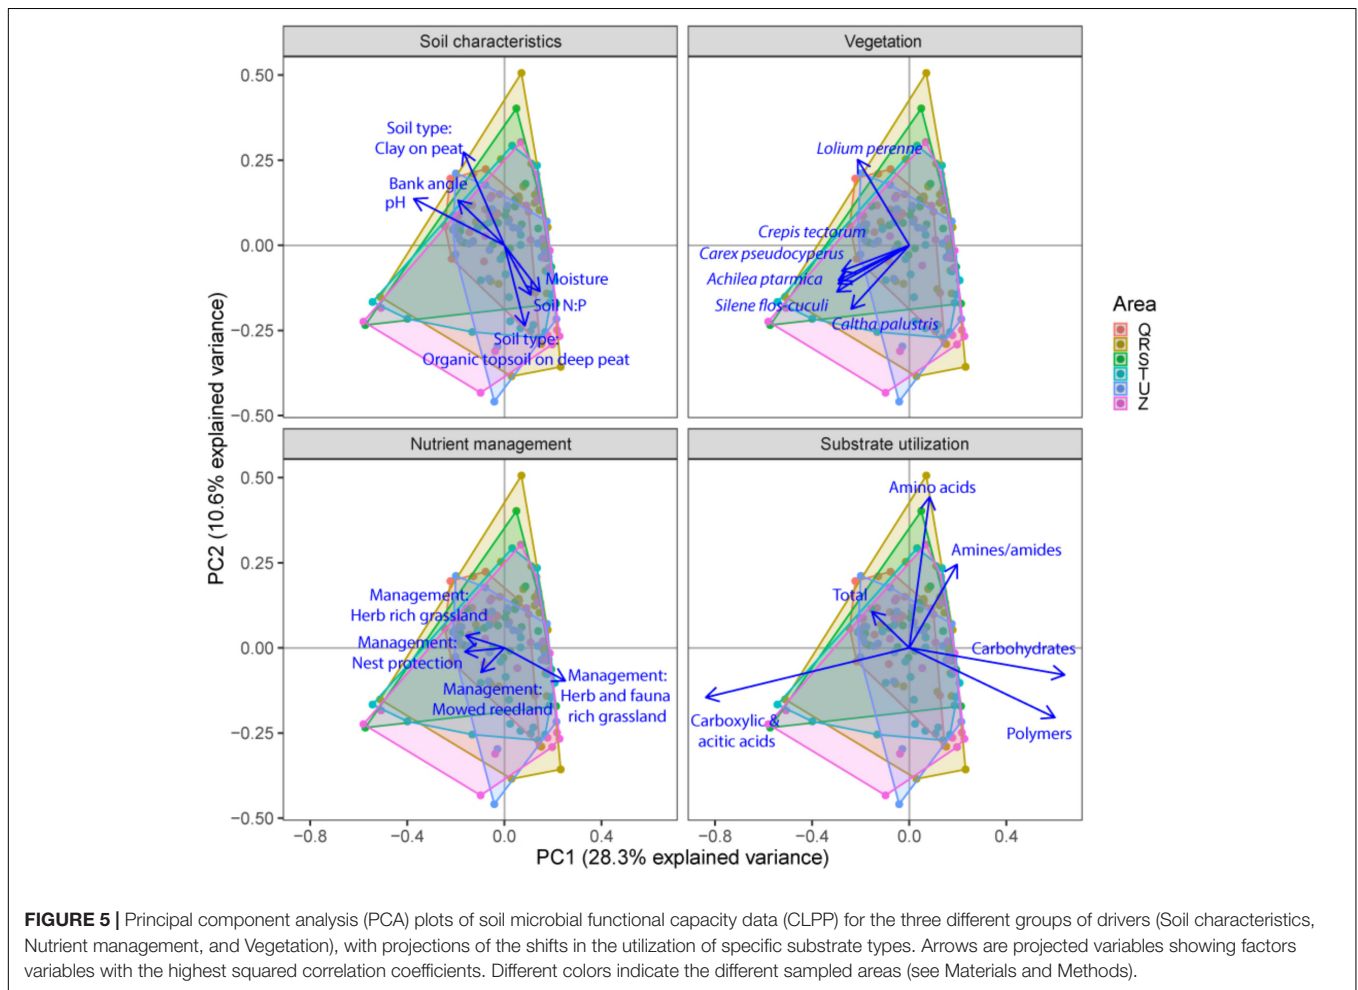 Soil characteristics
Vegetation
0.50
0.25
0.00
−0.25
−0.50
Soil type:
Clay on peat
Bank angle
pH
Moisture
Soil N:P
Soil type:
Organic topsoil on deep peat
Lolium perenne
Crepis tectorum
Carex pseudocyperus
Achilea ptarmica
Silene flos-cuculi
Caltha palustris
Area
Q
R
S
T
U
Z
PC2 (10.6% explained variance)
Nutrient management
Substrate utilization
0.50
0.25
0.00
−0.25
−0.50
Management:
Herb rich grassland
Management:
Nest protection
Management:
Mowed reedland
Management:
Herb and fauna
rich grassland
Amino acids
Amines/amides
Total
Carbohydrates
Carboxylic &
acitic acids
Polymers
−0.8 −0.4 0.0 0.4
−0.8 −0.4 0.0 0.4
PC1 (28.3% explained variance)
FIGURE 5 | Principal component analysis (PCA) plots of soil microbial functional capacity data (CLPP) for the three different groups of drivers (Soil characteristics,
Nutrient management, and Vegetation), with projections of the shifts in the utilization of specific substrate types. Arrows are projected variables showing factors
variables with the highest squared correlation coefficients. Different colors indicate the different sampled areas (see Materials and Methods).